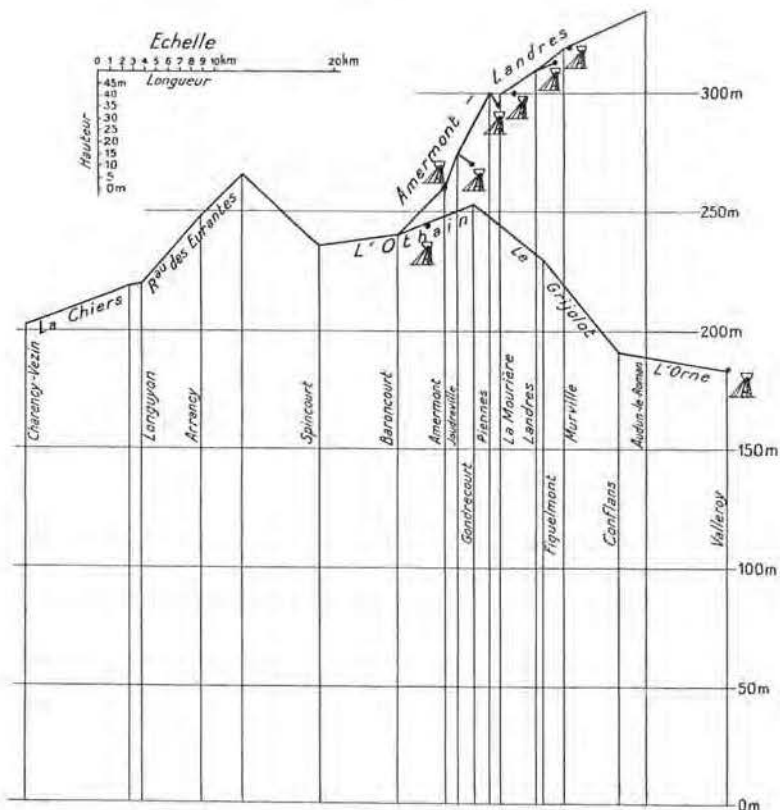 Echelle
0 1 2 3 4 5 6 7 8 9 10km 20km
Longueur
Hauteur
45m
40
35
30
25
20
15
10
5
0m
Amermont - Landres
300m
250m
200m
150m
100m
50m
0m
La Chiers
Rau des Eurantes
L'Othain
Le Grijolot
L'Orne
Charency-Vezin
Longuyon
Arrancy
Spincourt
Baroncourt
Amermont
Joudreville
Gondrecourt
Piennes
La Mourière
Landres
Fiquelmont
Murville
Conflans
Audun-le-Roman
Valleroy